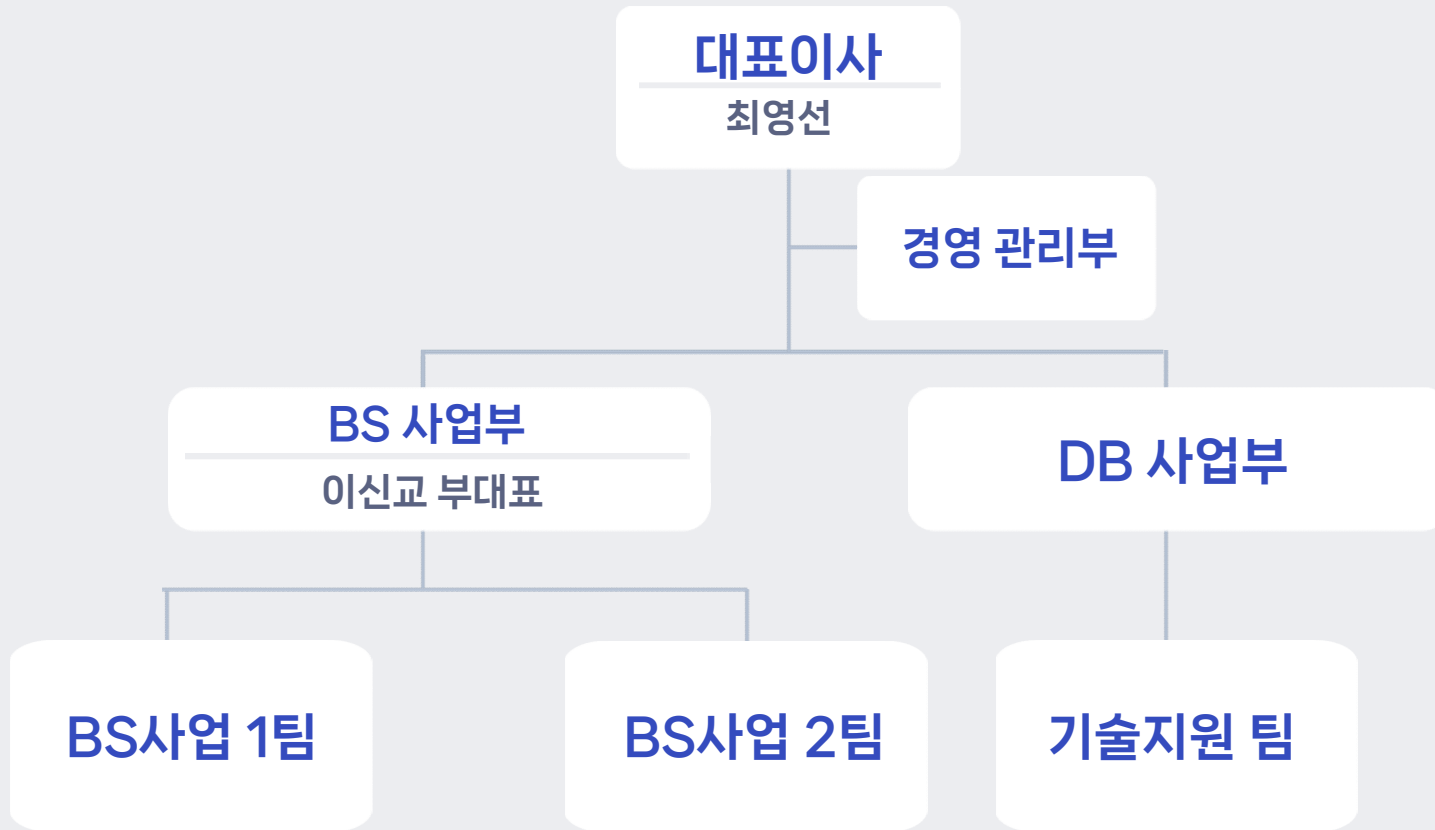 대표이사
최영선
경영 관리부
BS 사업부
이신교 부대표
DB 사업부
BS사업 1팀
BS사업 2팀
기술지원 팀